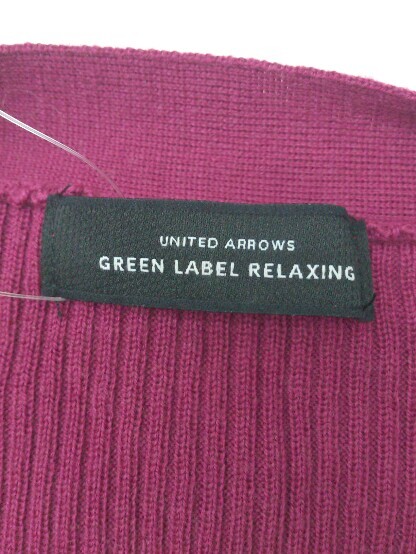 UNITED ARROWS
GREEN LABEL RELAXING